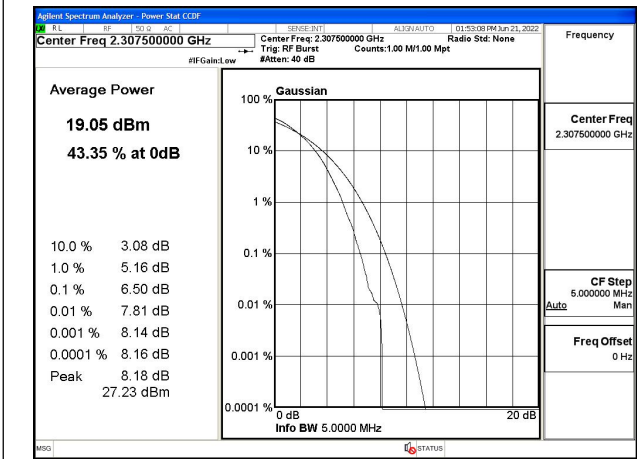 Agilent Spectrum Analyzer - Power Stat CCDF
RL RF 50 Ω AC SENSE:INT ALIGNAUTO 01:53:08 PM Jun 21, 2022
Center Freq 2.307500000 GHz
Center Freq: 2.307500000 GHz Radio Std: None
Trig: RF Burst Counts:1.00 M/1.00 Mpt
#IFGain:Low #Atten: 40 dB
Frequency
Average Power
19.05 dBm
43.35 % at 0dB
10.0 % 3.08 dB
1.0 % 5.16 dB
0.1 % 6.50 dB
0.01 % 7.81 dB
0.001 % 8.14 dB
0.0001 % 8.16 dB
Peak 8.18 dB
27.23 dBm
Gaussian
100 %
10 %
1 %
0.1 %
0.01 %
0.001 %
0.0001 %
0 dB 20 dB
Info BW 5.0000 MHz
Center Freq
2.307500000 GHz
CF Step
5.000000 MHz
Auto Man
Freq Offset
0 Hz
MSG STATUS